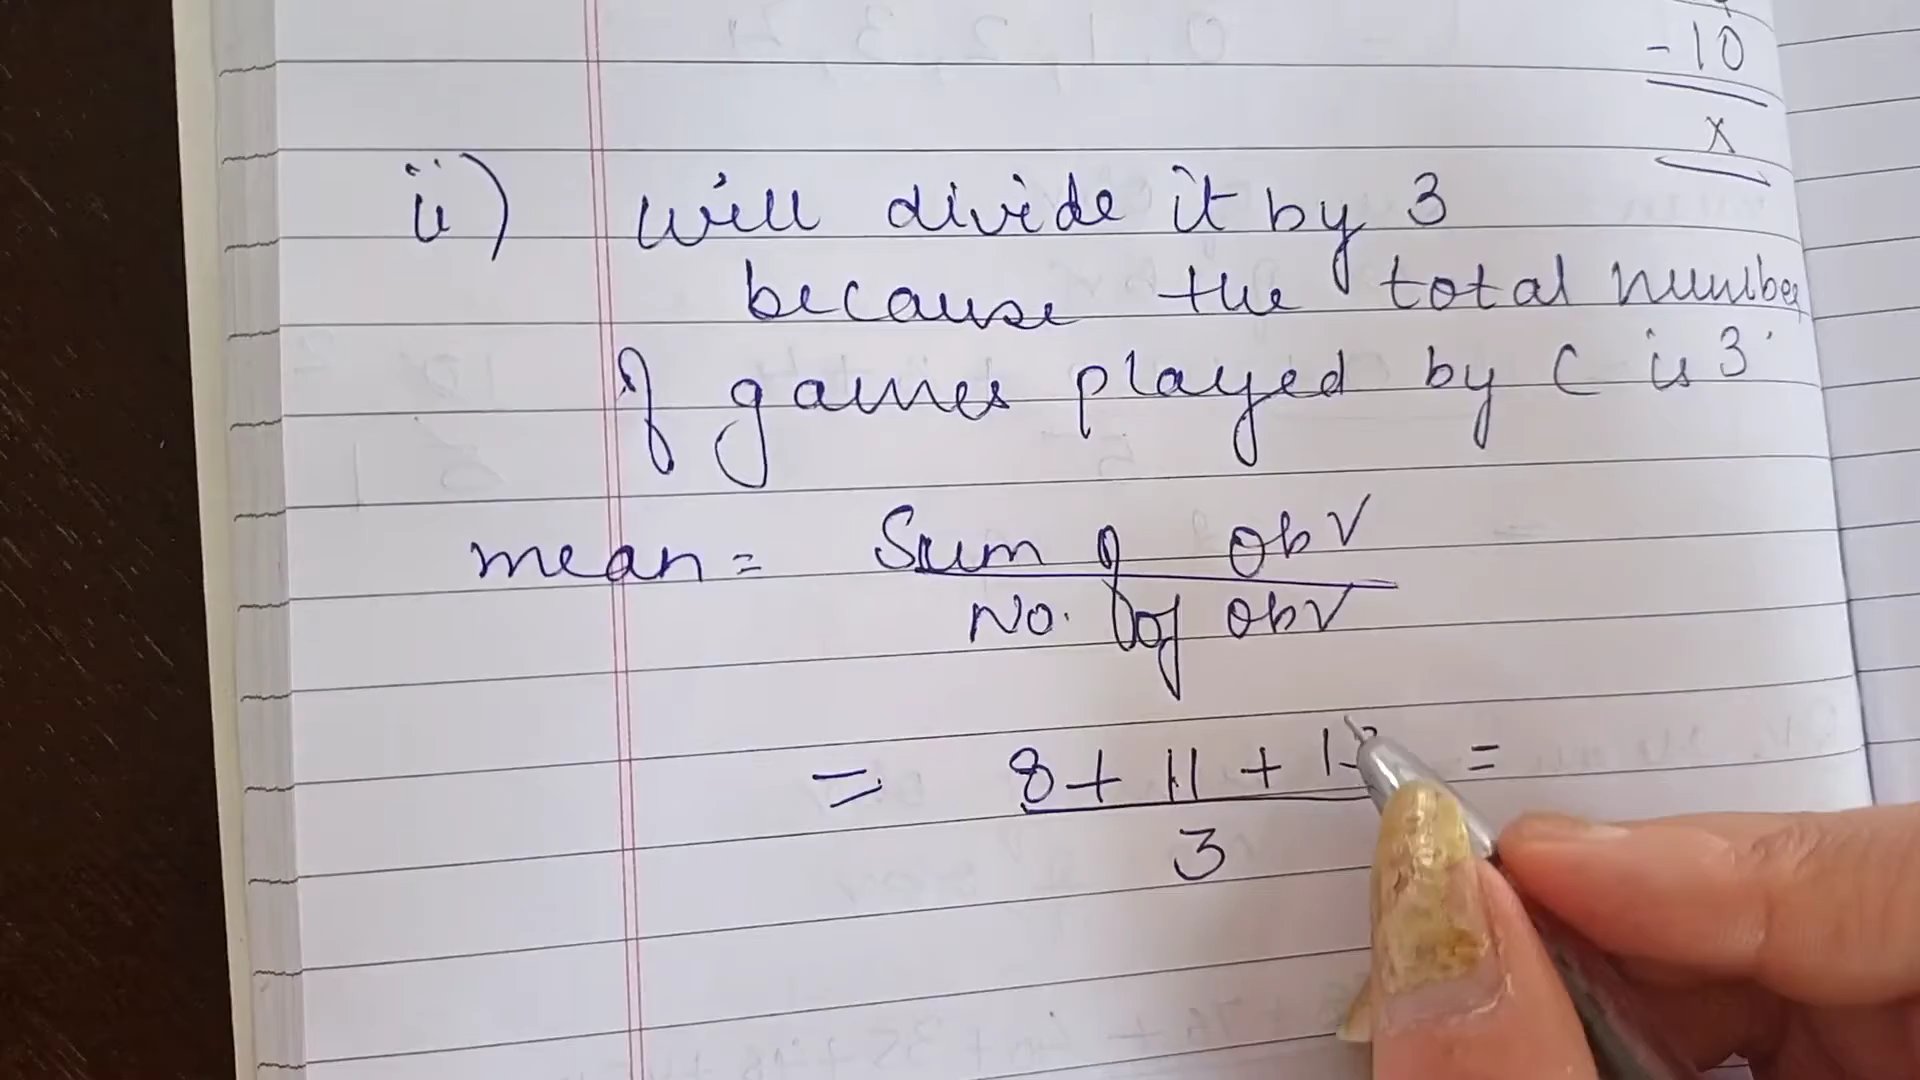 - 10
x
ii) will divide it by 3
because the total number
of games played by C is 3
mean = Sum of obv
No. of obv
= 8 + 11 + 13 =
3